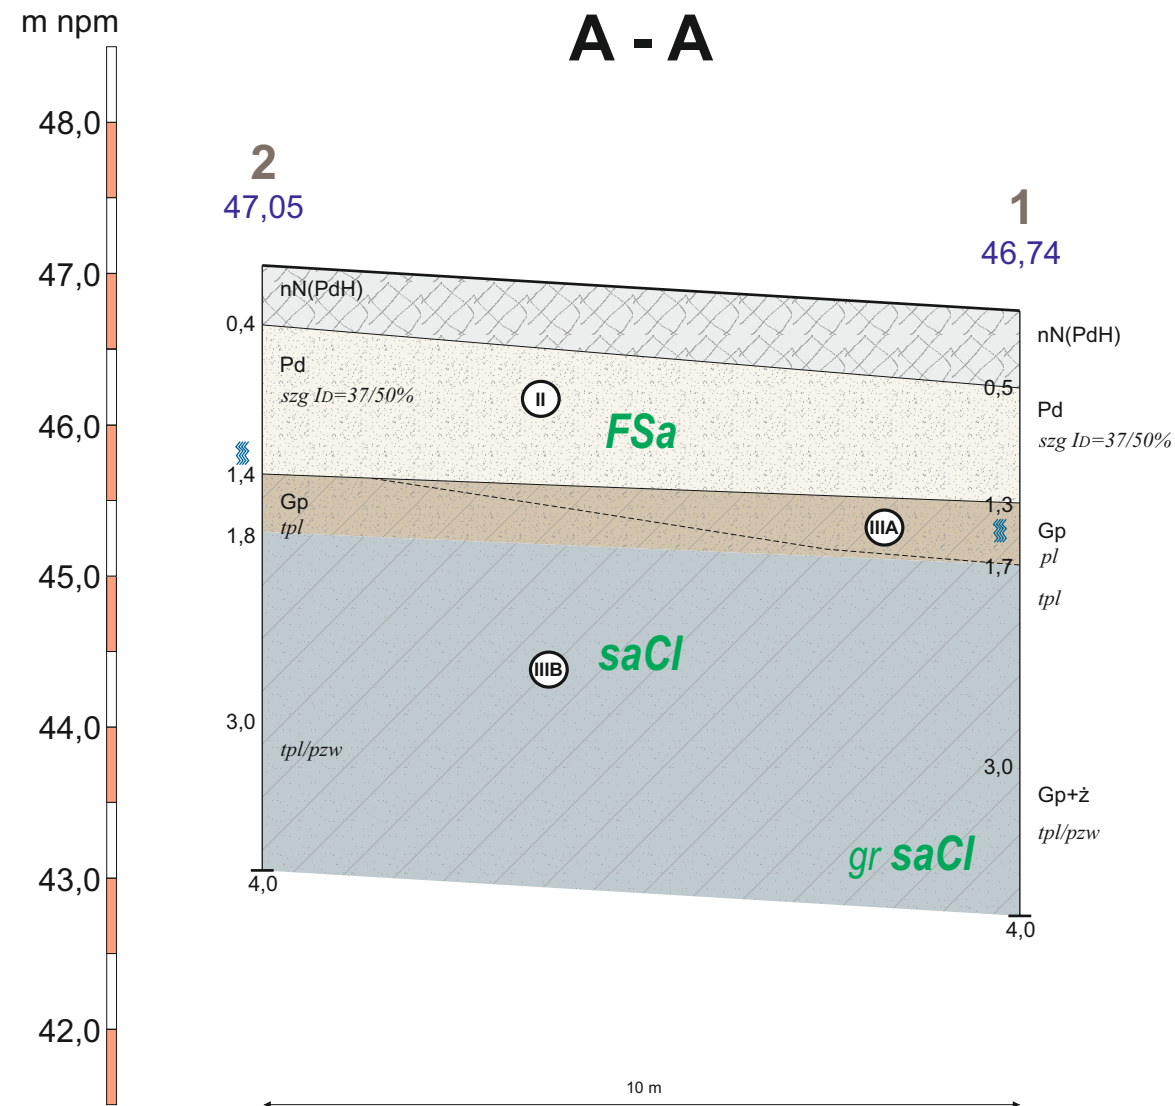 m npm
A - A
48,0
47,0
46,0
45,0
44,0
43,0
42,0
2
47,05
1
46,74
nN(PdH)
0,4
Pd
szg ID=37/50%
1,4
Gp
tpl
1,8
3,0
tpl/pzw
4,0
II
FSa
IIIA
saCl
IIIB
gr saCl
nN(PdH)
0,5
Pd
szg ID=37/50%
1,3
Gp
pl
1,7
tpl
3,0
Gp+ż
tpl/pzw
4,0
10 m